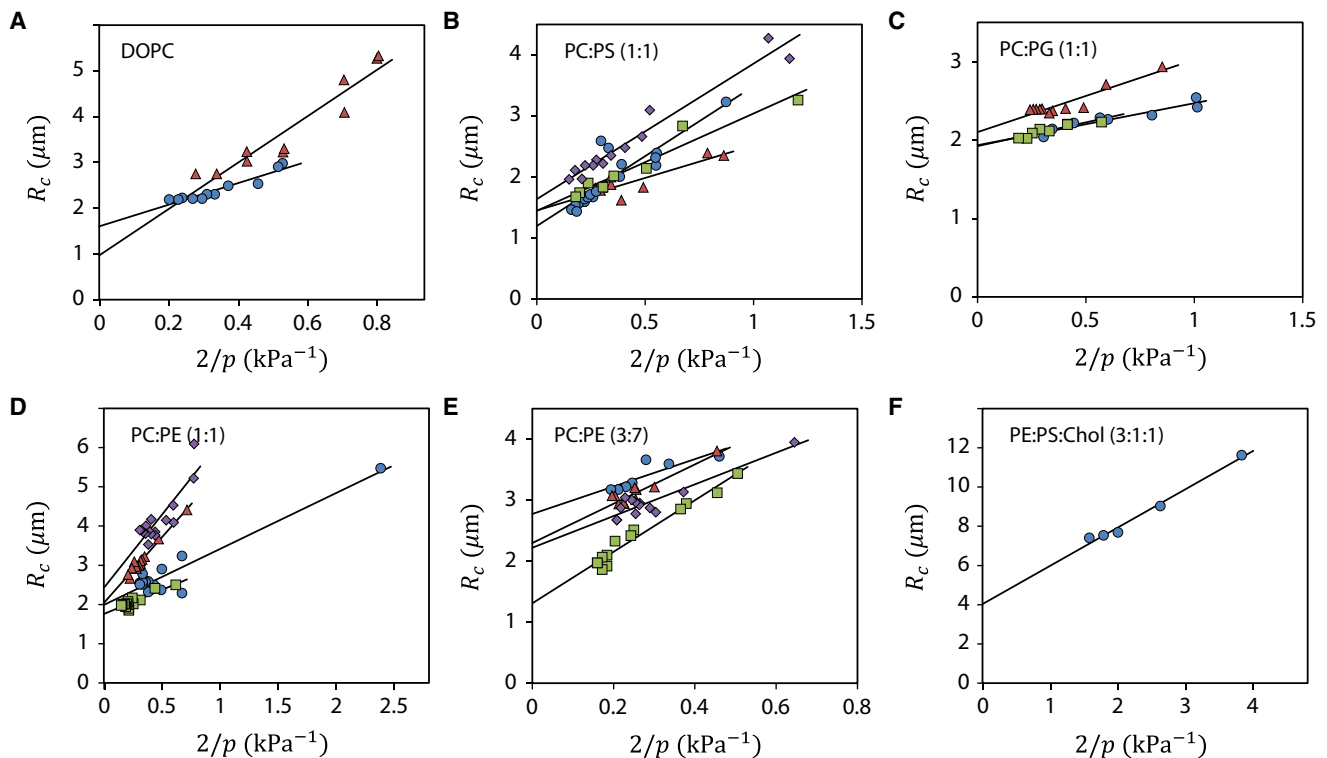 A
DOPC
5
4
3
2
1
0
0 0.2 0.4 0.6 0.8
R_c (μm)
2/p (kPa⁻¹)
B
PC:PS (1:1)
4
3
2
1
0
0 0.5 1 1.5
R_c (μm)
2/p (kPa⁻¹)
C
PC:PG (1:1)
3
2
1
0
0 0.5 1 1.5
R_c (μm)
2/p (kPa⁻¹)
D
PC:PE (1:1)
6
5
4
3
2
1
0
0 0.5 1 1.5 2 2.5
R_c (μm)
2/p (kPa⁻¹)
E
PC:PE (3:7)
4
3
2
1
0
0 0.2 0.4 0.6 0.8
R_c (μm)
2/p (kPa⁻¹)
F
PE:PS:Chol (3:1:1)
12
10
8
6
4
2
0
0 1 2 3 4
R_c (μm)
2/p (kPa⁻¹)